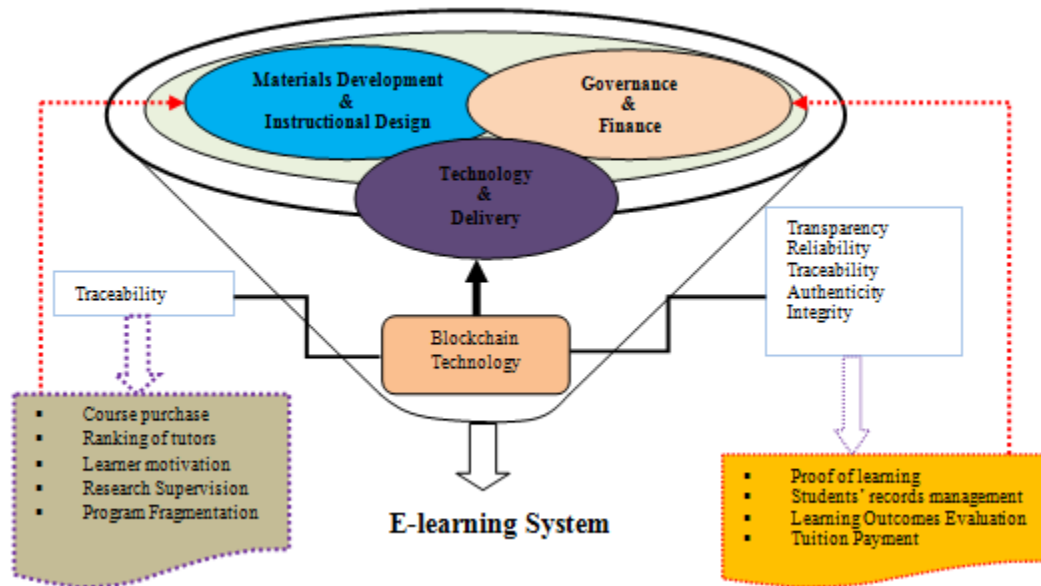 Materials Development
&
Instructional Design
Governance
&
Finance
Technology
&
Delivery
Transparency
Reliability
Traceability
Authenticity
Integrity
Traceability
Blockchain
Technology
▪ Course purchase
▪ Ranking of tutors
▪ Learner motivation
▪ Research Supervision
▪ Program Fragmentation
▪ Proof of learning
▪ Students' records management
▪ Learning Outcomes Evaluation
▪ Tuition Payment
E-learning System